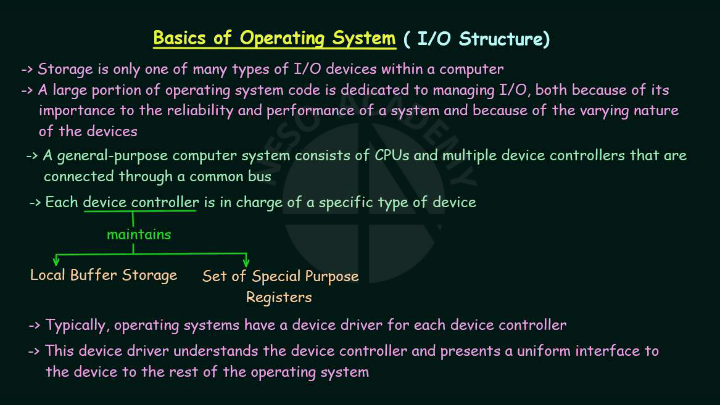 Basics of Operating System ( I/O Structure)
-> Storage is only one of many types of I/O devices within a computer
-> A large portion of operating system code is dedicated to managing I/O, both because of its
importance to the reliability and performance of a system and because of the varying nature
of the devices
-> A general-purpose computer system consists of CPUs and multiple device controllers that are
connected through a common bus
-> Each device controller is in charge of a specific type of device
maintains
Local Buffer Storage
Set of Special Purpose
Registers
-> Typically, operating systems have a device driver for each device controller
-> This device driver understands the device controller and presents a uniform interface to
the device to the rest of the operating system
NESO ACADEMY